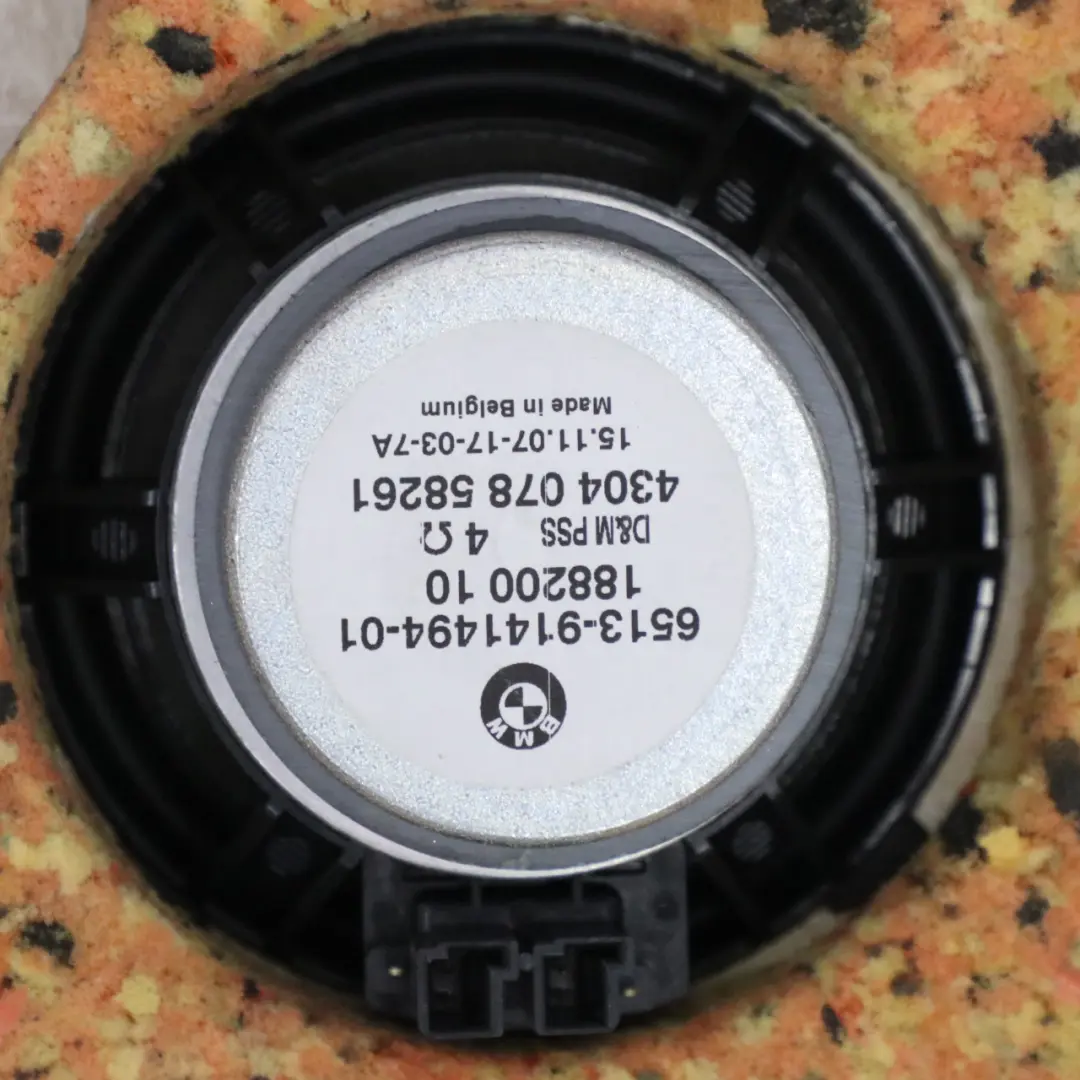 BMW
6513-9141494-01
188200 10
D&M PSS 4 Ω
4304 078 58261
15.11.07-17-03-7A
Made in Belgium